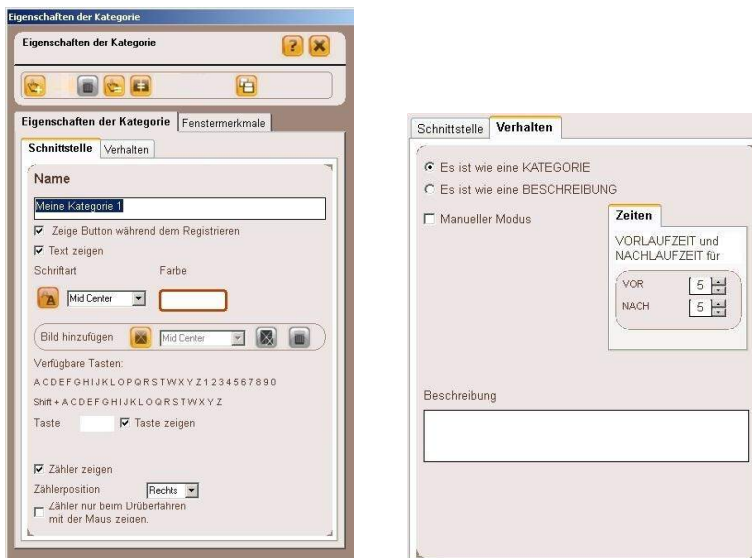 Eigenschaften der Kategorie
Eigenschaften der Kategorie
?
Eigenschaften der Kategorie Fenstermerkmale
Schnittstelle Verhalten
Name
Meine Kategorie 1
Zeige Button während dem Registrieren
Text zeigen
Schriftart Farbe
A Mid Center
Bild hinzufügen Mid Center
Verfügbare Tasten:
A C D E F G H I J K L O P Q R S T W X Y Z 1 2 3 4 5 6 7 8 9 0
Shift + A C D E F G H I J K L O Q R S T W X Y Z
Taste Taste zeigen
Zähler zeigen
Zählerposition Rechts
Zähler nur beim Drüberfahren
mit der Maus zeigen.
Schnittstelle Verhalten
Es ist wie eine KATEGORIE
Es ist wie eine BESCHREIBUNG
Manueller Modus
Zeiten
VORLAUFZEIT und
NACHLAUFZEIT für
VOR 5
NACH 5
Beschreibung